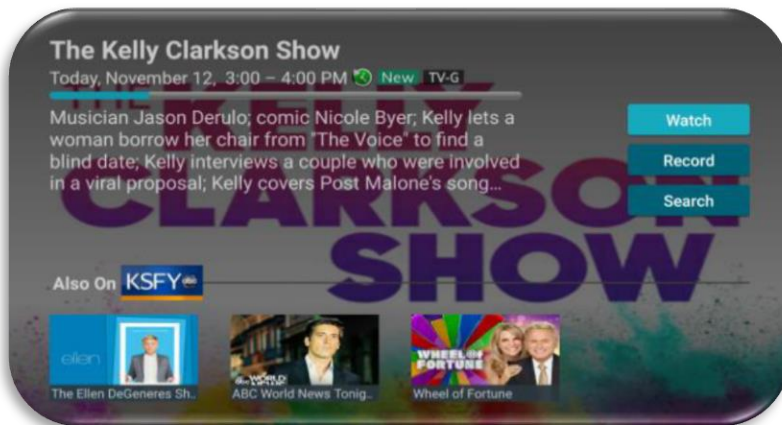 The Kelly Clarkson Show
Today, November 12, 3:00 – 4:00 PM New TV-G
Musician Jason Derulo; comic Nicole Byer; Kelly lets a
woman borrow her chair from "The Voice" to find a
blind date; Kelly interviews a couple who were involved
in a viral proposal; Kelly covers Post Malone's song...
Watch
Record
Search
THE
KELLY
CLARKSON
SHOW
Also On KSFY
ellen
WORLD
WHEEL OF
FORTUNE
The Ellen DeGeneres Sh..
ABC World News Tonig..
Wheel of Fortune